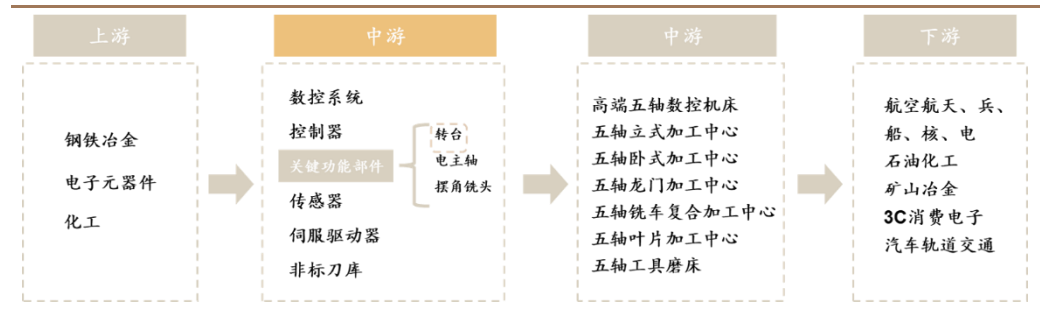 上游
钢铁冶金
电子元器件
化工
中游
数控系统
控制器
关键功能部件
转台
电主轴
摆角铣头
传感器
伺服驱动器
非标刀库
中游
高端五轴数控机床
五轴立式加工中心
五轴卧式加工中心
五轴龙门加工中心
五轴铣车复合加工中心
五轴叶片加工中心
五轴工具磨床
下游
航空航天、兵、
船、核、电
石油化工
矿山冶金
3C消费电子
汽车轨道交通